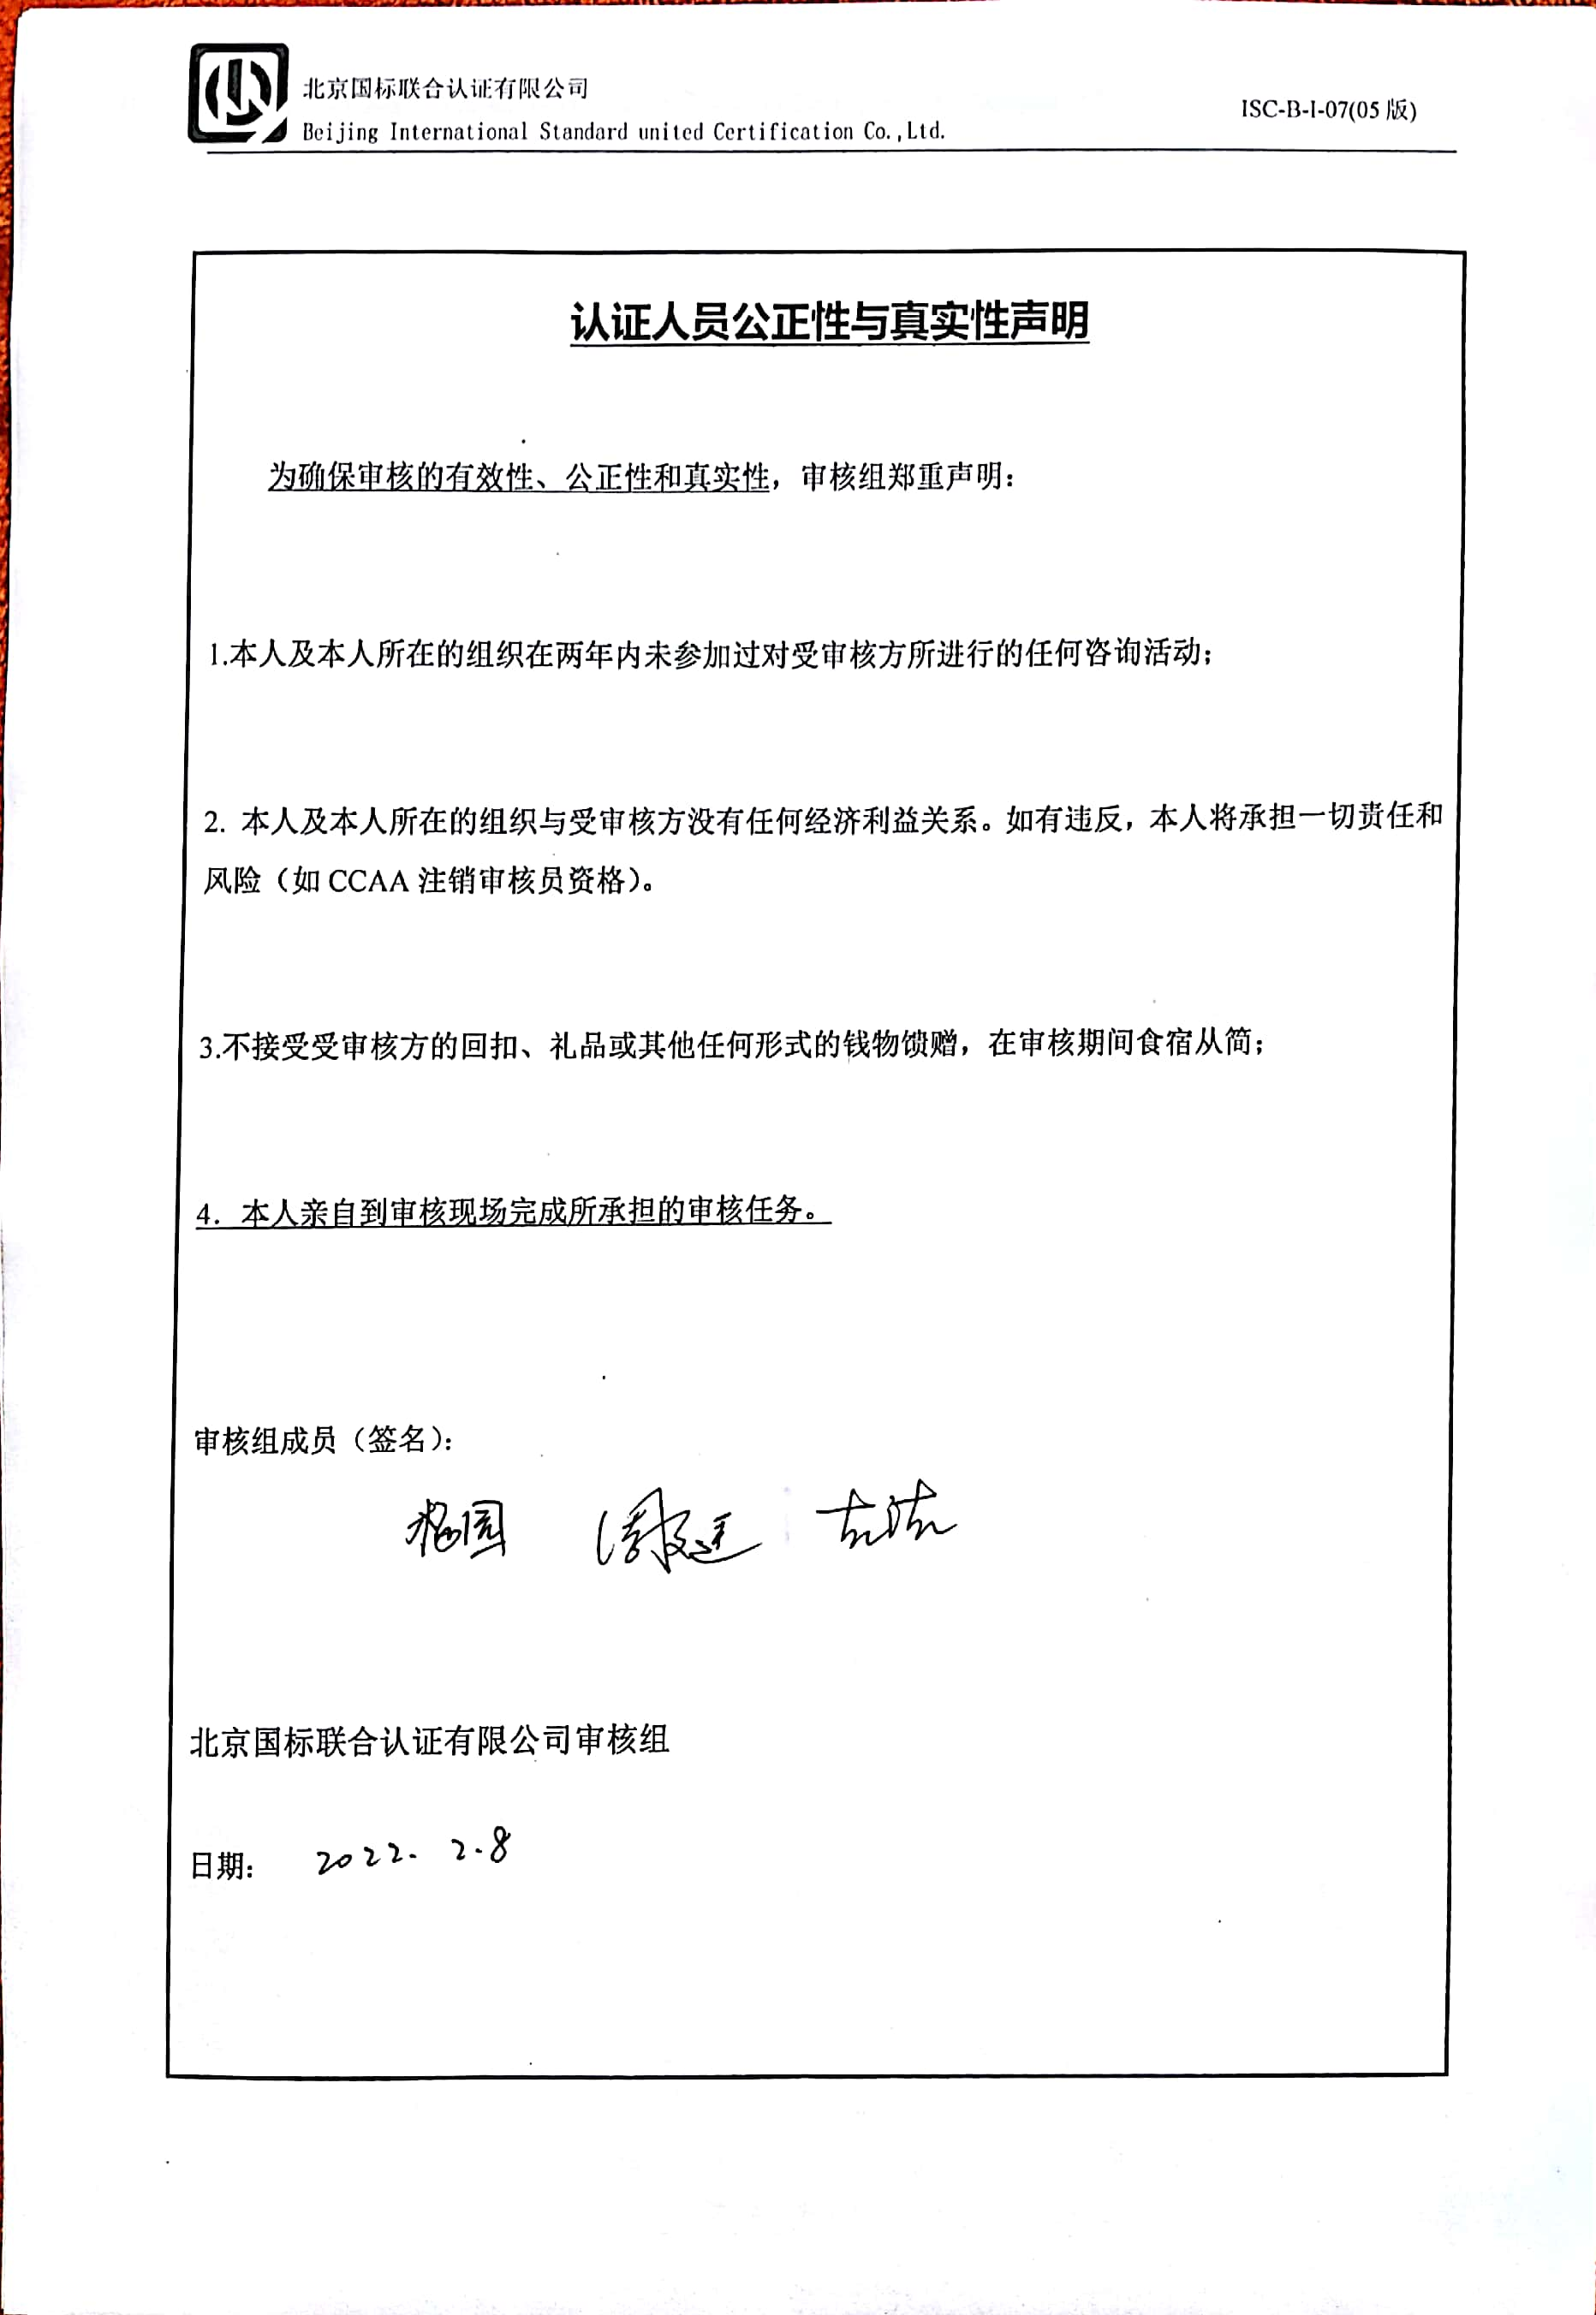 北京国标联合认证有限公司
Beijing International Standard united Certification Co.,Ltd.
ISC-B-I-07(05 版)
认证人员公正性与真实性声明
为确保审核的有效性、公正性和真实性，审核组郑重声明：
1.本人及本人所在的组织在两年内未参加过对受审核方所进行的任何咨询活动；
2. 本人及本人所在的组织与受审核方没有任何经济利益关系。如有违反，本人将承担一切责任和
风险（如 CCAA 注销审核员资格）。
3.不接受受审核方的回扣、礼品或其他任何形式的钱物馈赠，在审核期间食宿从简；
4. 本人亲自到审核现场完成所承担的审核任务。
审核组成员（签名）：
北京国标联合认证有限公司审核组
日期： 2022. 2.8